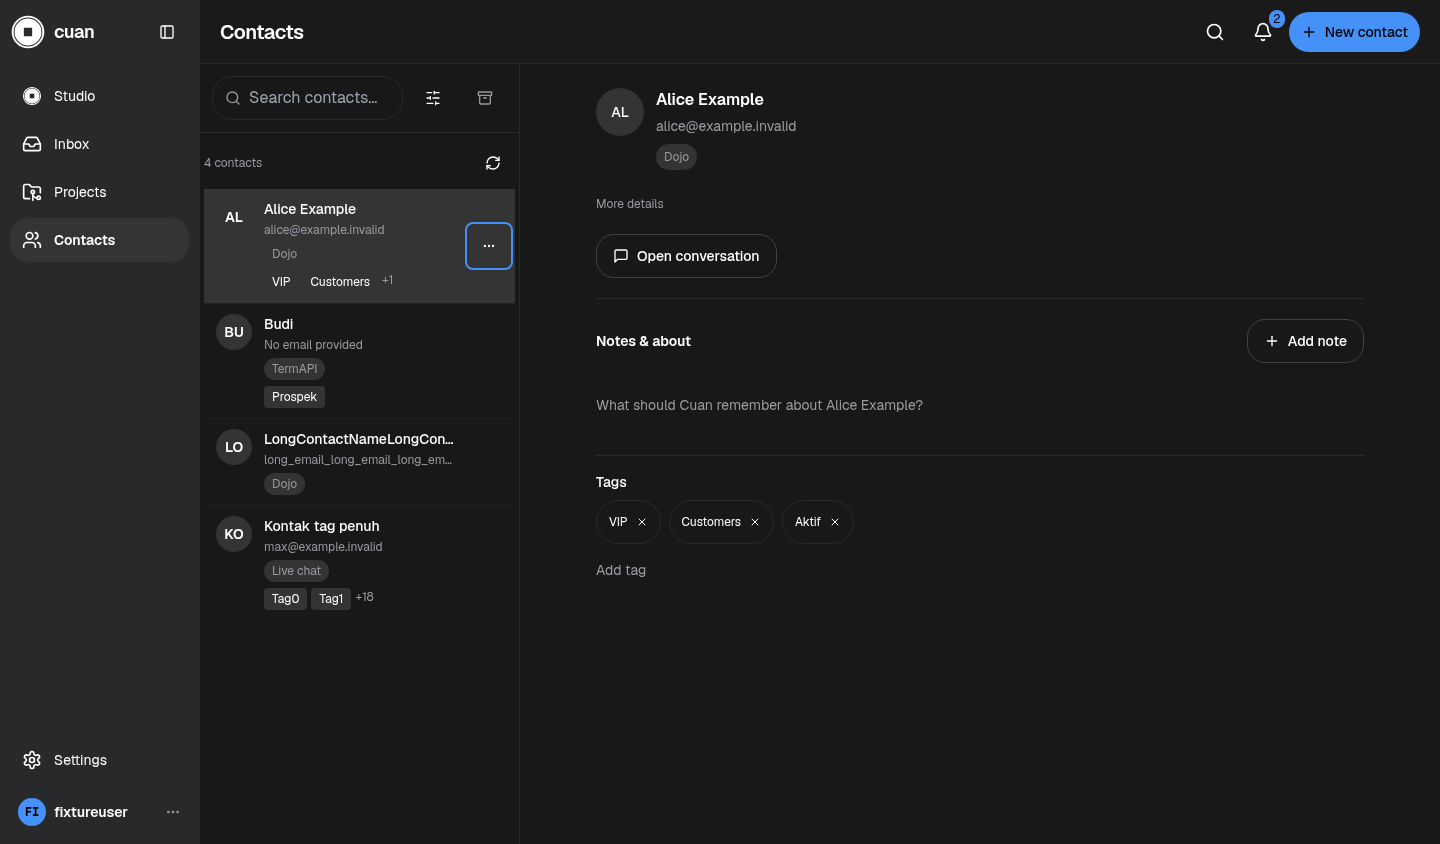 cuan
Studio
Inbox
Projects
Contacts
Settings
FI
fixtureuser
Contacts
2
New contact
Search contacts...
4 contacts
AL
Alice Example
alice@example.invalid
Dojo
VIP Customers +1
BU
Budi
No email provided
TermAPI
Prospek
LO
LongContactNameLongCon...
long_email_long_email_long_em...
Dojo
KO
Kontak tag penuh
max@example.invalid
Live chat
Tag0 Tag1 +18
AL
Alice Example
alice@example.invalid
Dojo
More details
Open conversation
Notes & about
Add note
What should Cuan remember about Alice Example?
Tags
VIP Customers Aktif
Add tag